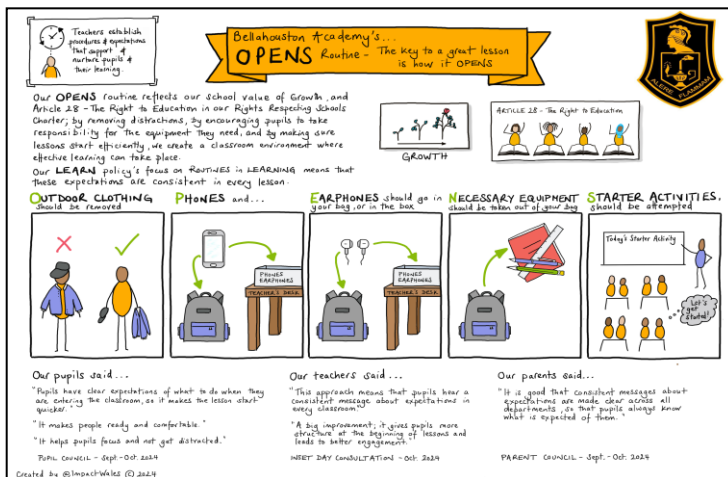 Teachers establish
procedures & expectations
that support &
nurture pupils &
their learning.
Bellahouston Academy's...
OPENS Routine - The key to a great lesson
is how it OPENS
ALERE FLAMMAM
Our OPENS routine reflects our school value of Growth, and
Article 28 - The Right to Education in our Rights Respecting Schools
Charter; by removing distractions, by encouraging pupils to take
responsibility for the equipment they need, and by making sure
lessons start efficiently, we create a classroom environment where
effective learning can take place.
Our LEARN policy's focus on ROUTINES in LEARNING means that
these expectations are consistent in every lesson.
GROWTH
ARTICLE 28 - The Right to Education
OUTDOOR CLOTHING
should be removed
PHONES and...
EARPHONES should go in
your bag, or in the box
NECESSARY EQUIPMENT
should be taken out of your bag
STARTER ACTIVITIES,
should be attempted
PHONES
EARPHONES
TEACHER'S DESK
PHONES
EARPHONES
TEACHER'S DESK
Today's Starter Activity
Let's
get
started!
Our pupils said...
"Pupils have clear expectations of what to do when they
are entering the classroom, so it makes the lesson start
quicker."
"It makes people ready and comfortable."
"It helps pupils focus and not get distracted."
PUPIL COUNCIL - Sept - Oct. 2024
Our teachers said...
"This approach means that pupils hear a
consistent message about expectations in
every classroom"
"A big improvement; it gives pupils more
structure at the beginning of lessons and
leads to better engagement."
INSET DAY CONSULTATION - Oct. 2024
Our parents said...
"It is good that consistent messages about
expectations are made clear across all
departments, so that pupils always know
what is expected of them."
PARENT COUNCIL - Sept - Oct. 2024
Created by @ImpactWales © 2024